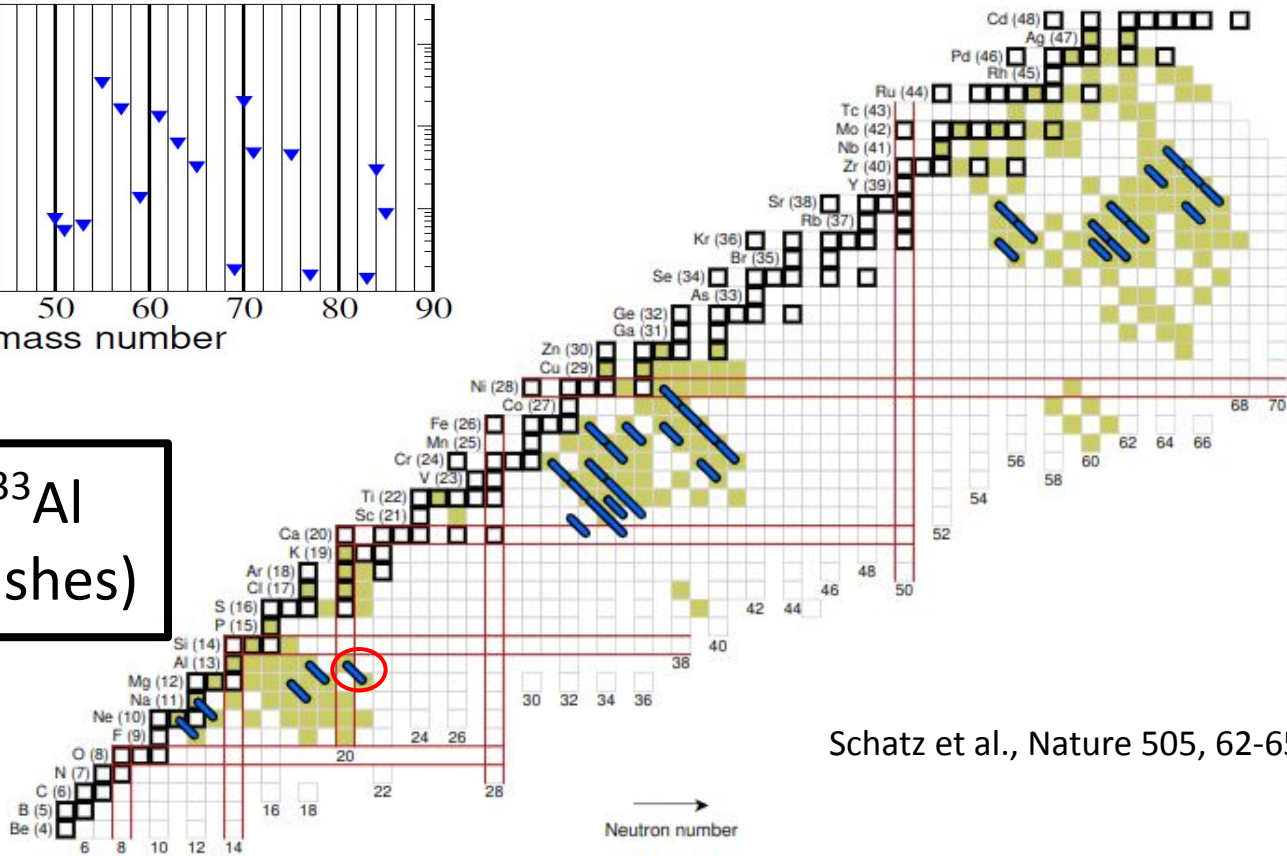 50 60 70 80 90
mass number
33Al
shes)
Cd (48)
Ag (47)
Pd (46)
Rh (45)
Ru (44)
Tc (43)
Mo (42)
Nb (41)
Zr (40)
Y (39)
Sr (38)
Rb (37)
Kr (36)
Br (35)
Se (34)
As (33)
Ge (32)
Ga (31)
Zn (30)
Cu (29)
Ni (28)
Co (27)
Fe (26)
Mn (25)
Cr (24)
V (23)
Ti (22)
Sc (21)
Ca (20)
K (19)
Ar (18)
Cl (17)
S (16)
P (15)
Si (14)
Al (13)
Mg (12)
Na (11)
Ne (10)
F (9)
O (8)
N (7)
C (6)
B (5)
Be (4)
6 8 10 12 14
16 18
20
22
24 26
28
30 32 34 36
38
40
42 44
46
48
50
52
54
56
58
60
62 64 66
68 70
Neutron number
Schatz et al., Nature 505, 62-65